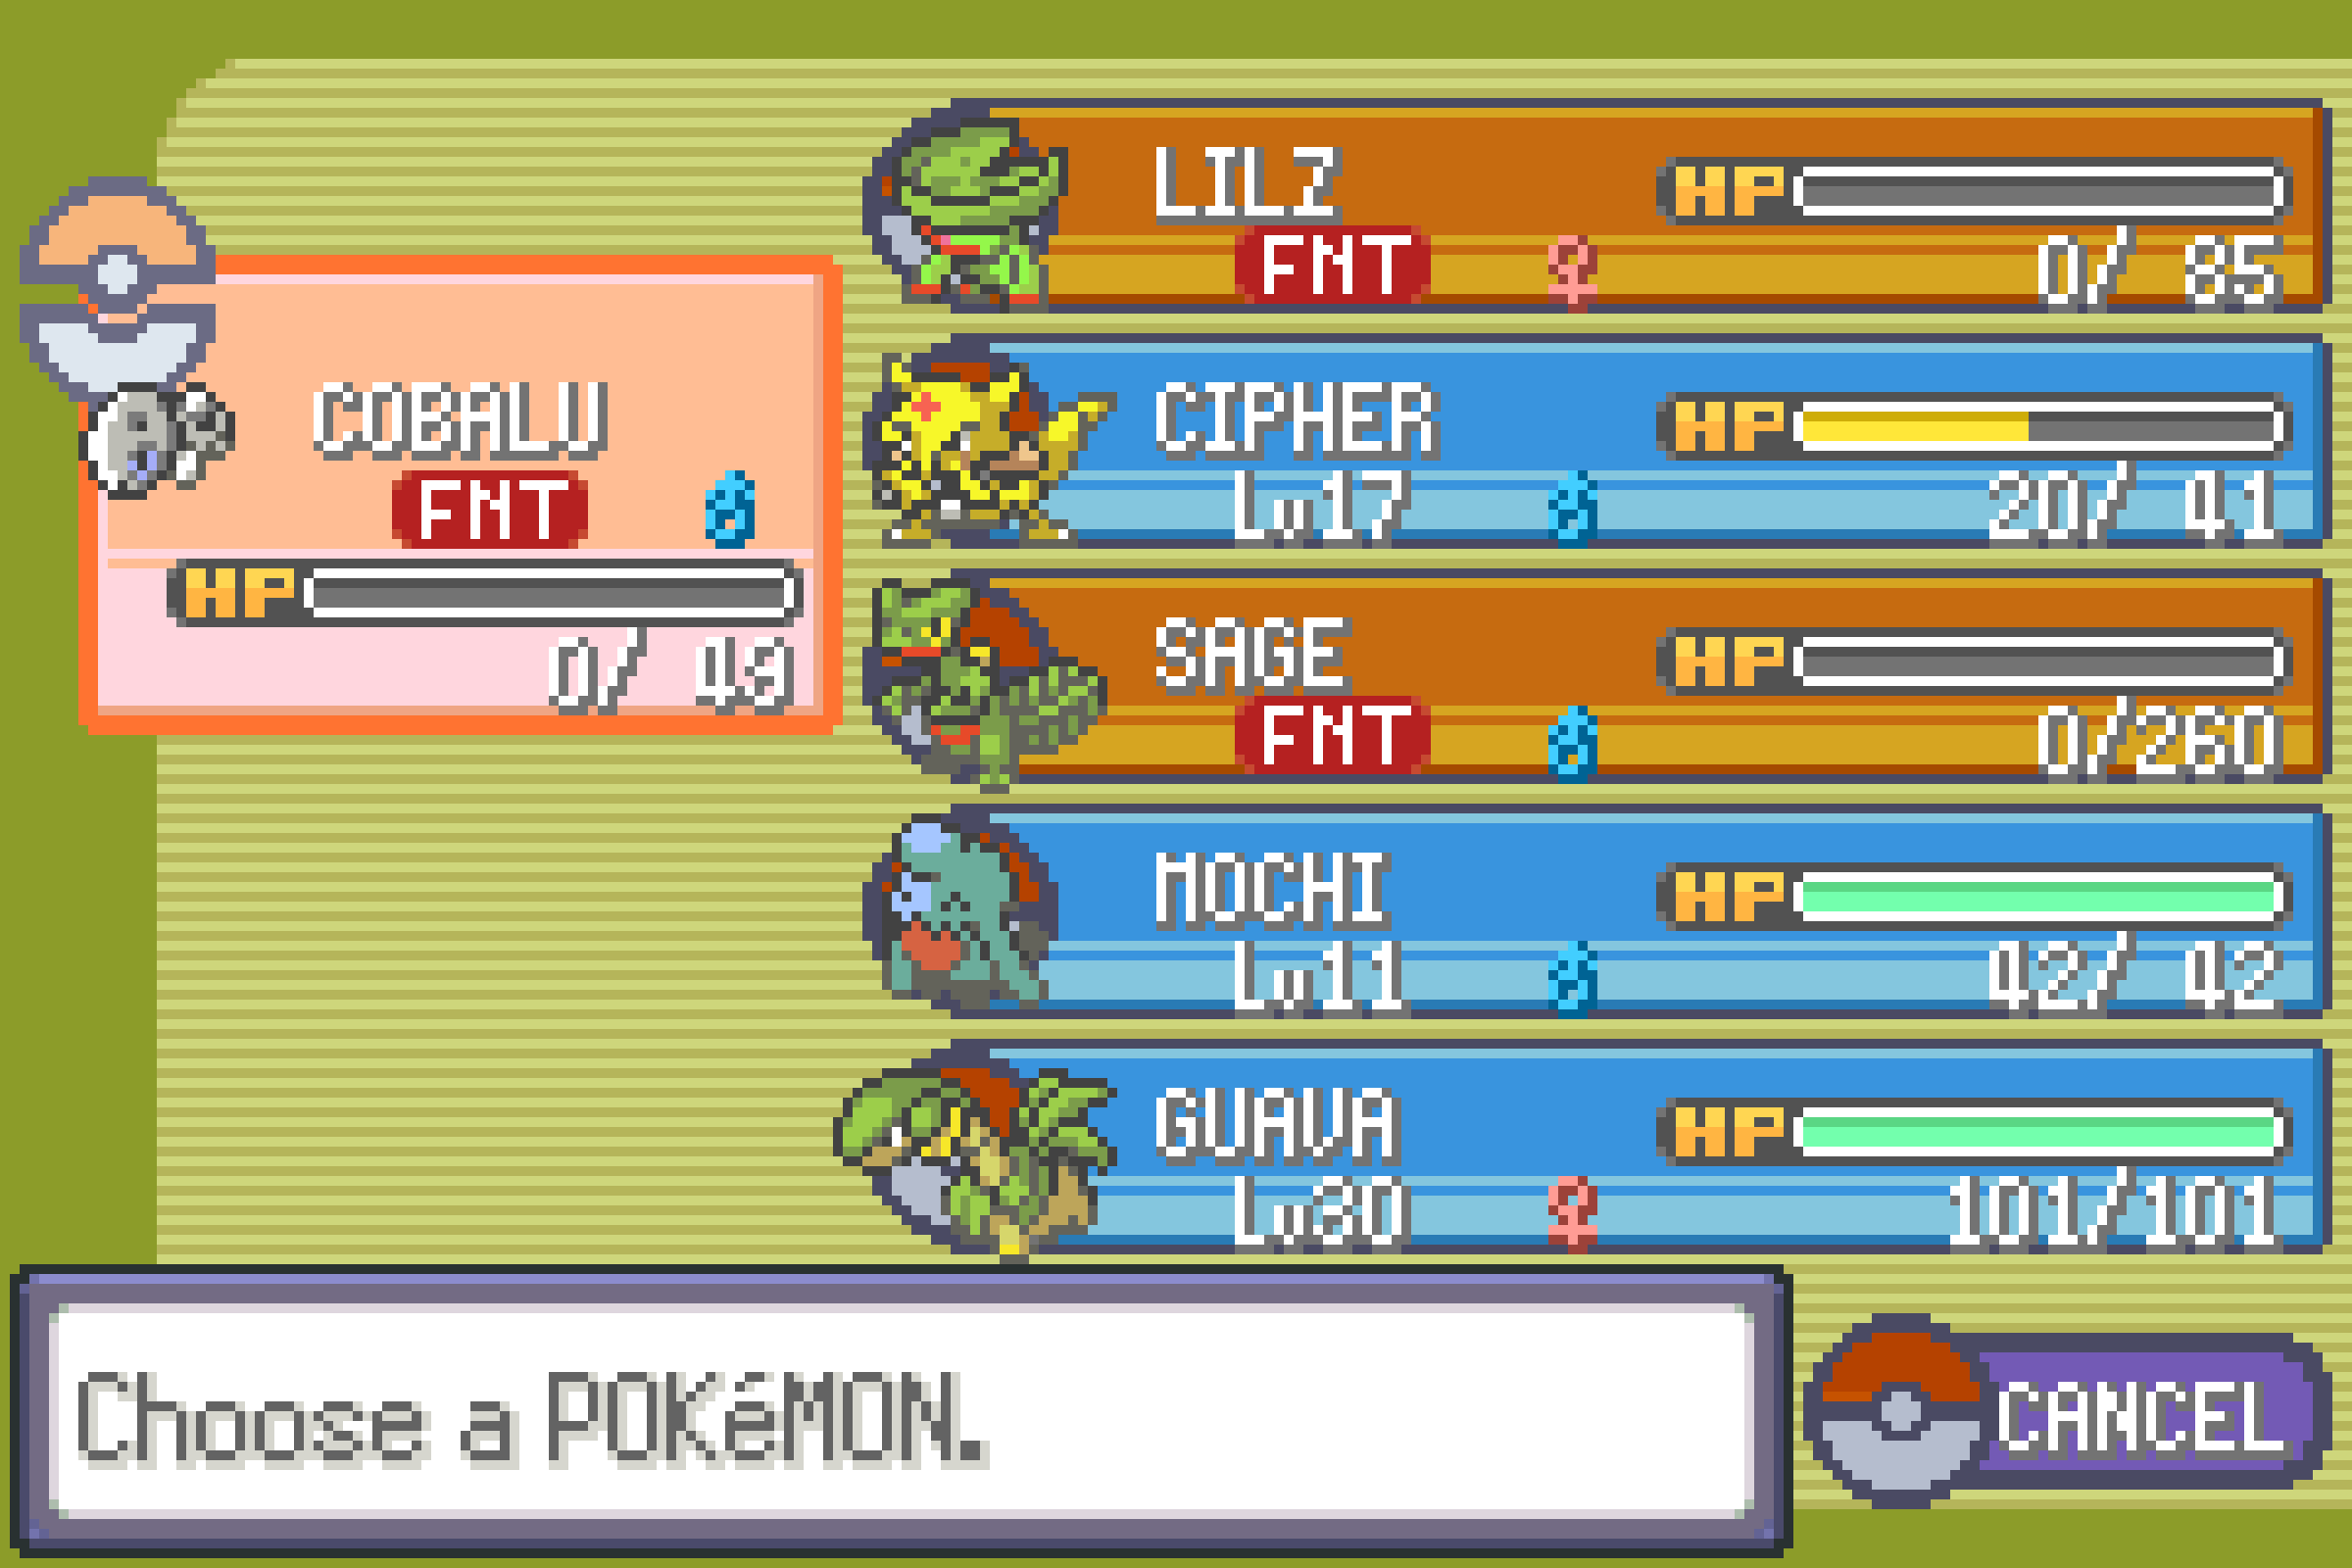 COBALU
FNT ♂
HP
0/ 49
LILZ
HP
FNT ♀
0/ 85
CIPHER
HP
Lv17 ♂
20/ 41
SAGE
HP
FNT ♂
0/260
MOCHI
HP
Lv11 ♂
42/ 42
GUAVA
HP
Lv30 ♀
101/101
Choose a POKéMON.
CANCEL